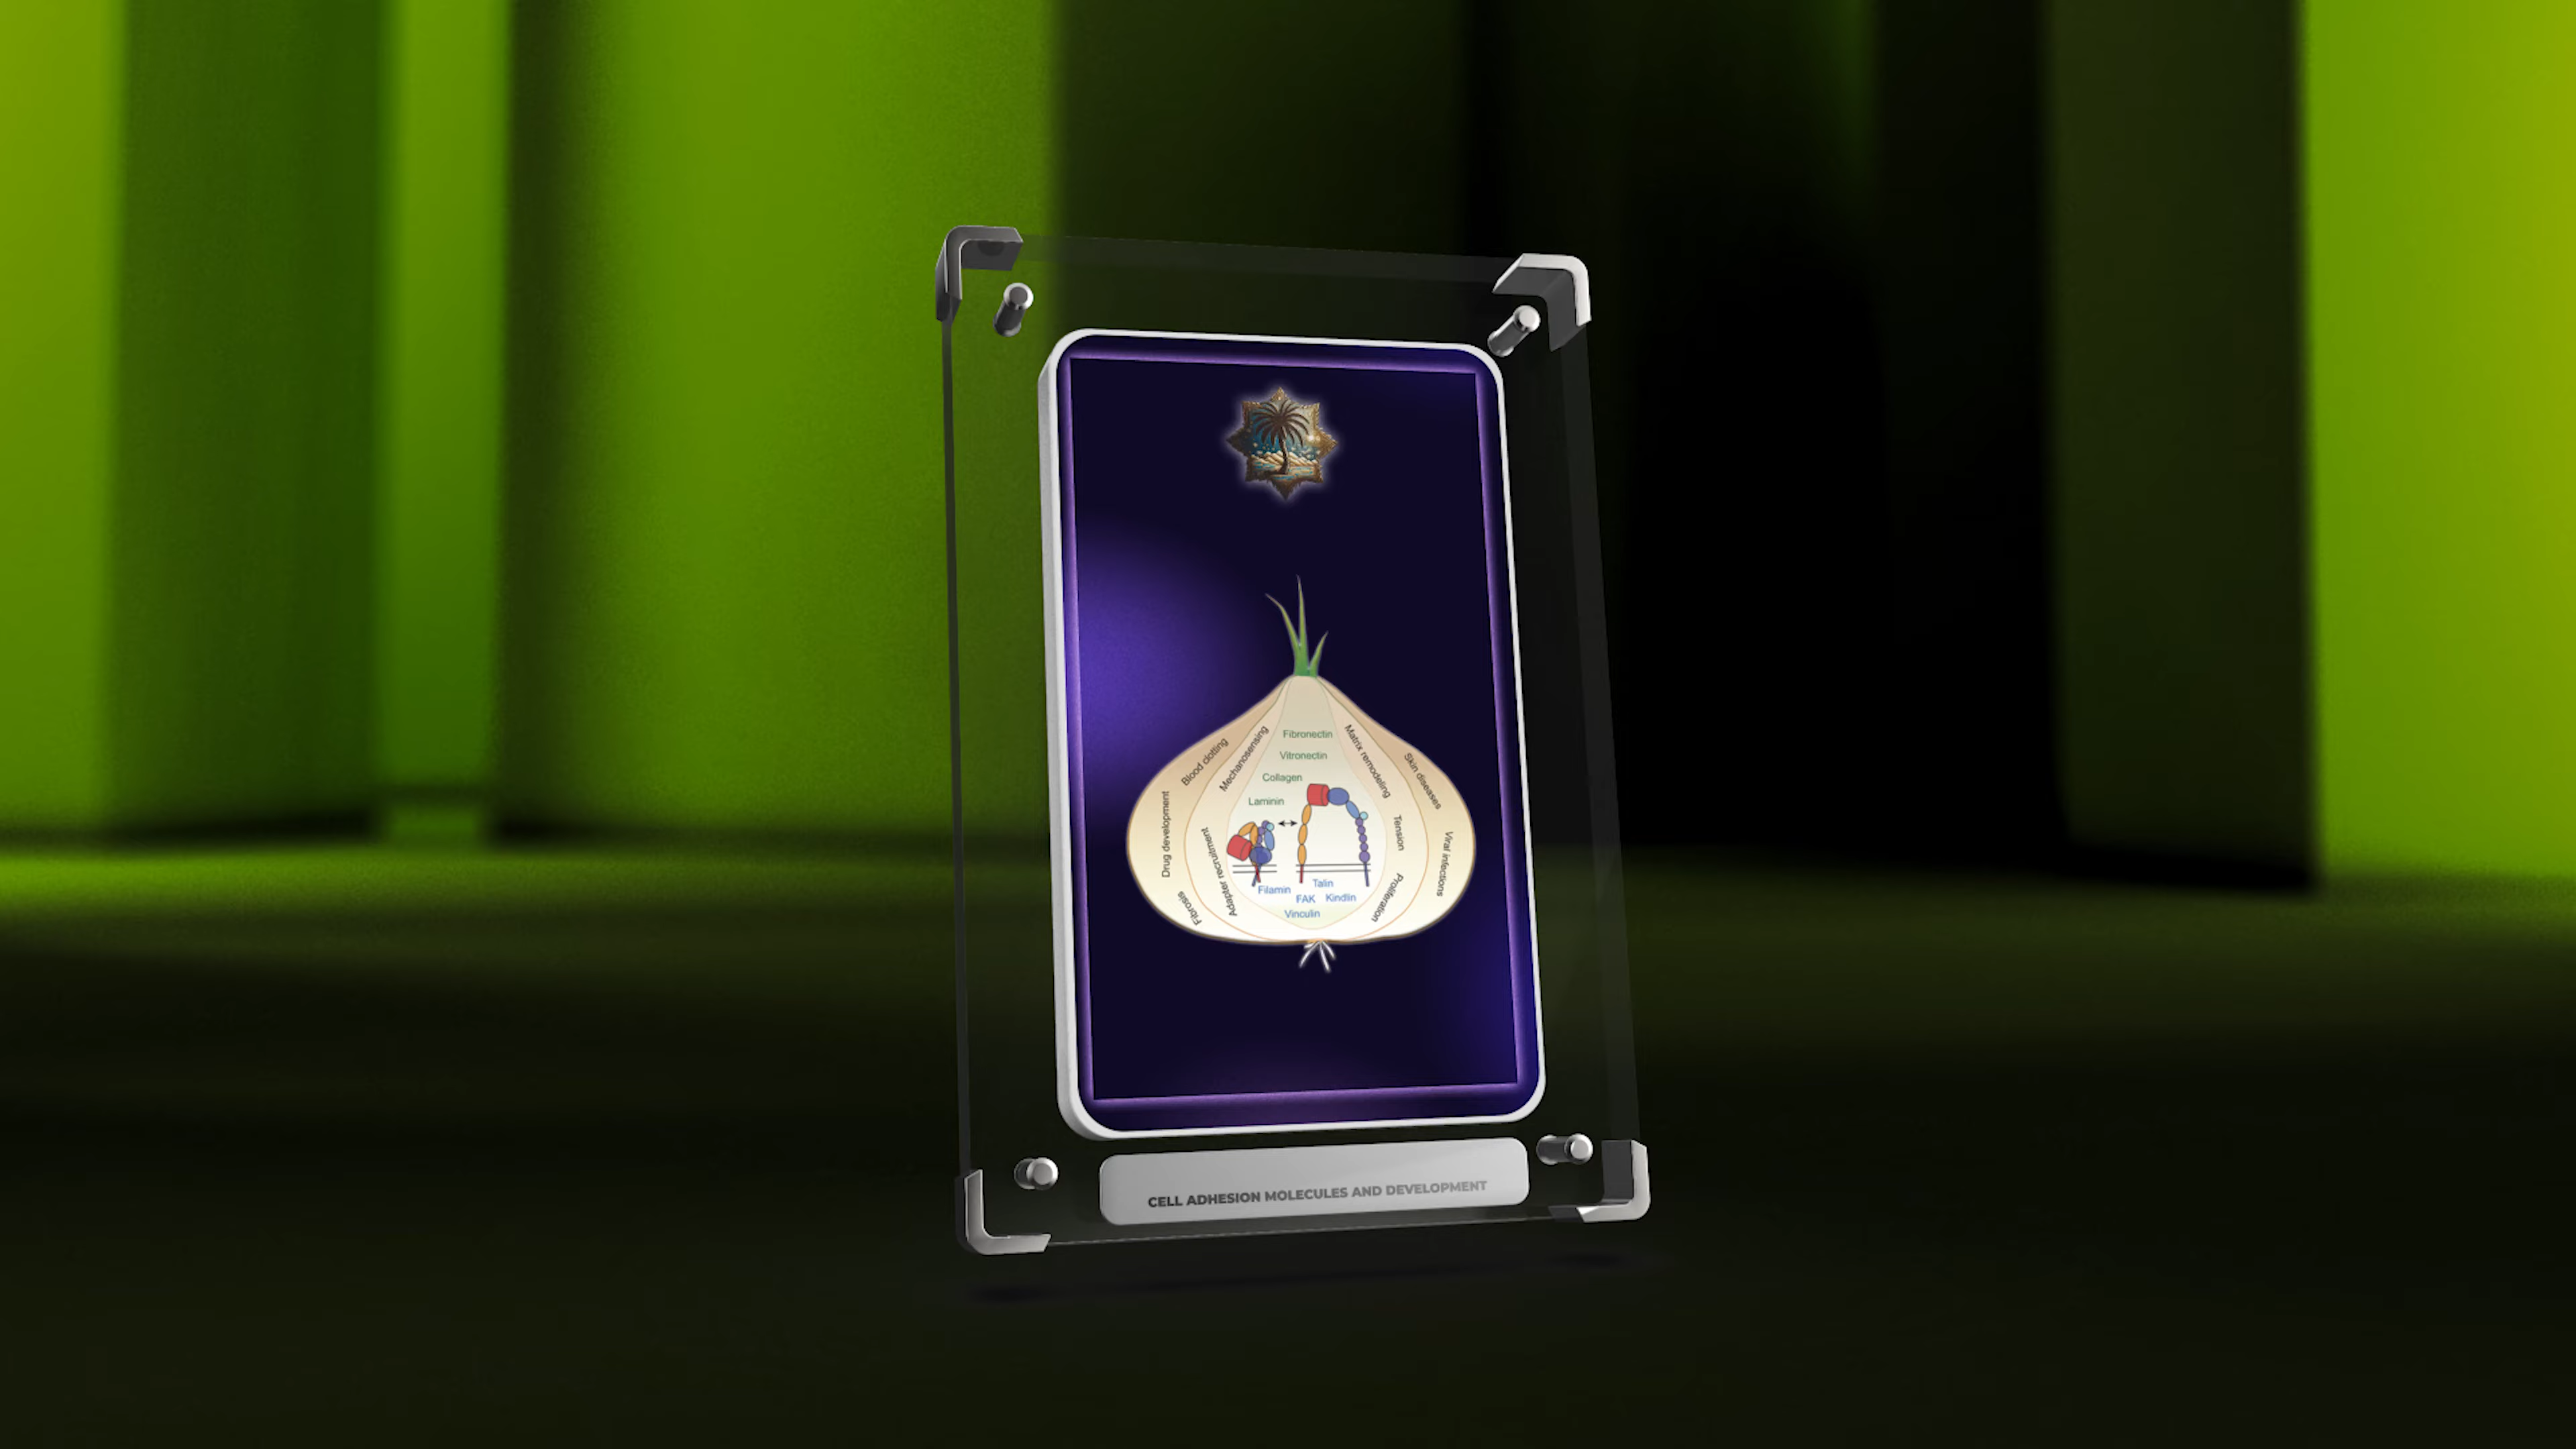 Fibronectin
Vitronectin
Collagen
Laminin
Blood clotting
Drug development
Fibrosis
Mechanosensing
Adapter recruitment
Matrix remodeling
Tension
Proliferation
Skin diseases
Viral infections
Filamin
Talin
FAK
Kindlin
Vinculin
CELL ADHESION MOLECULES AND DEVELOPMENT